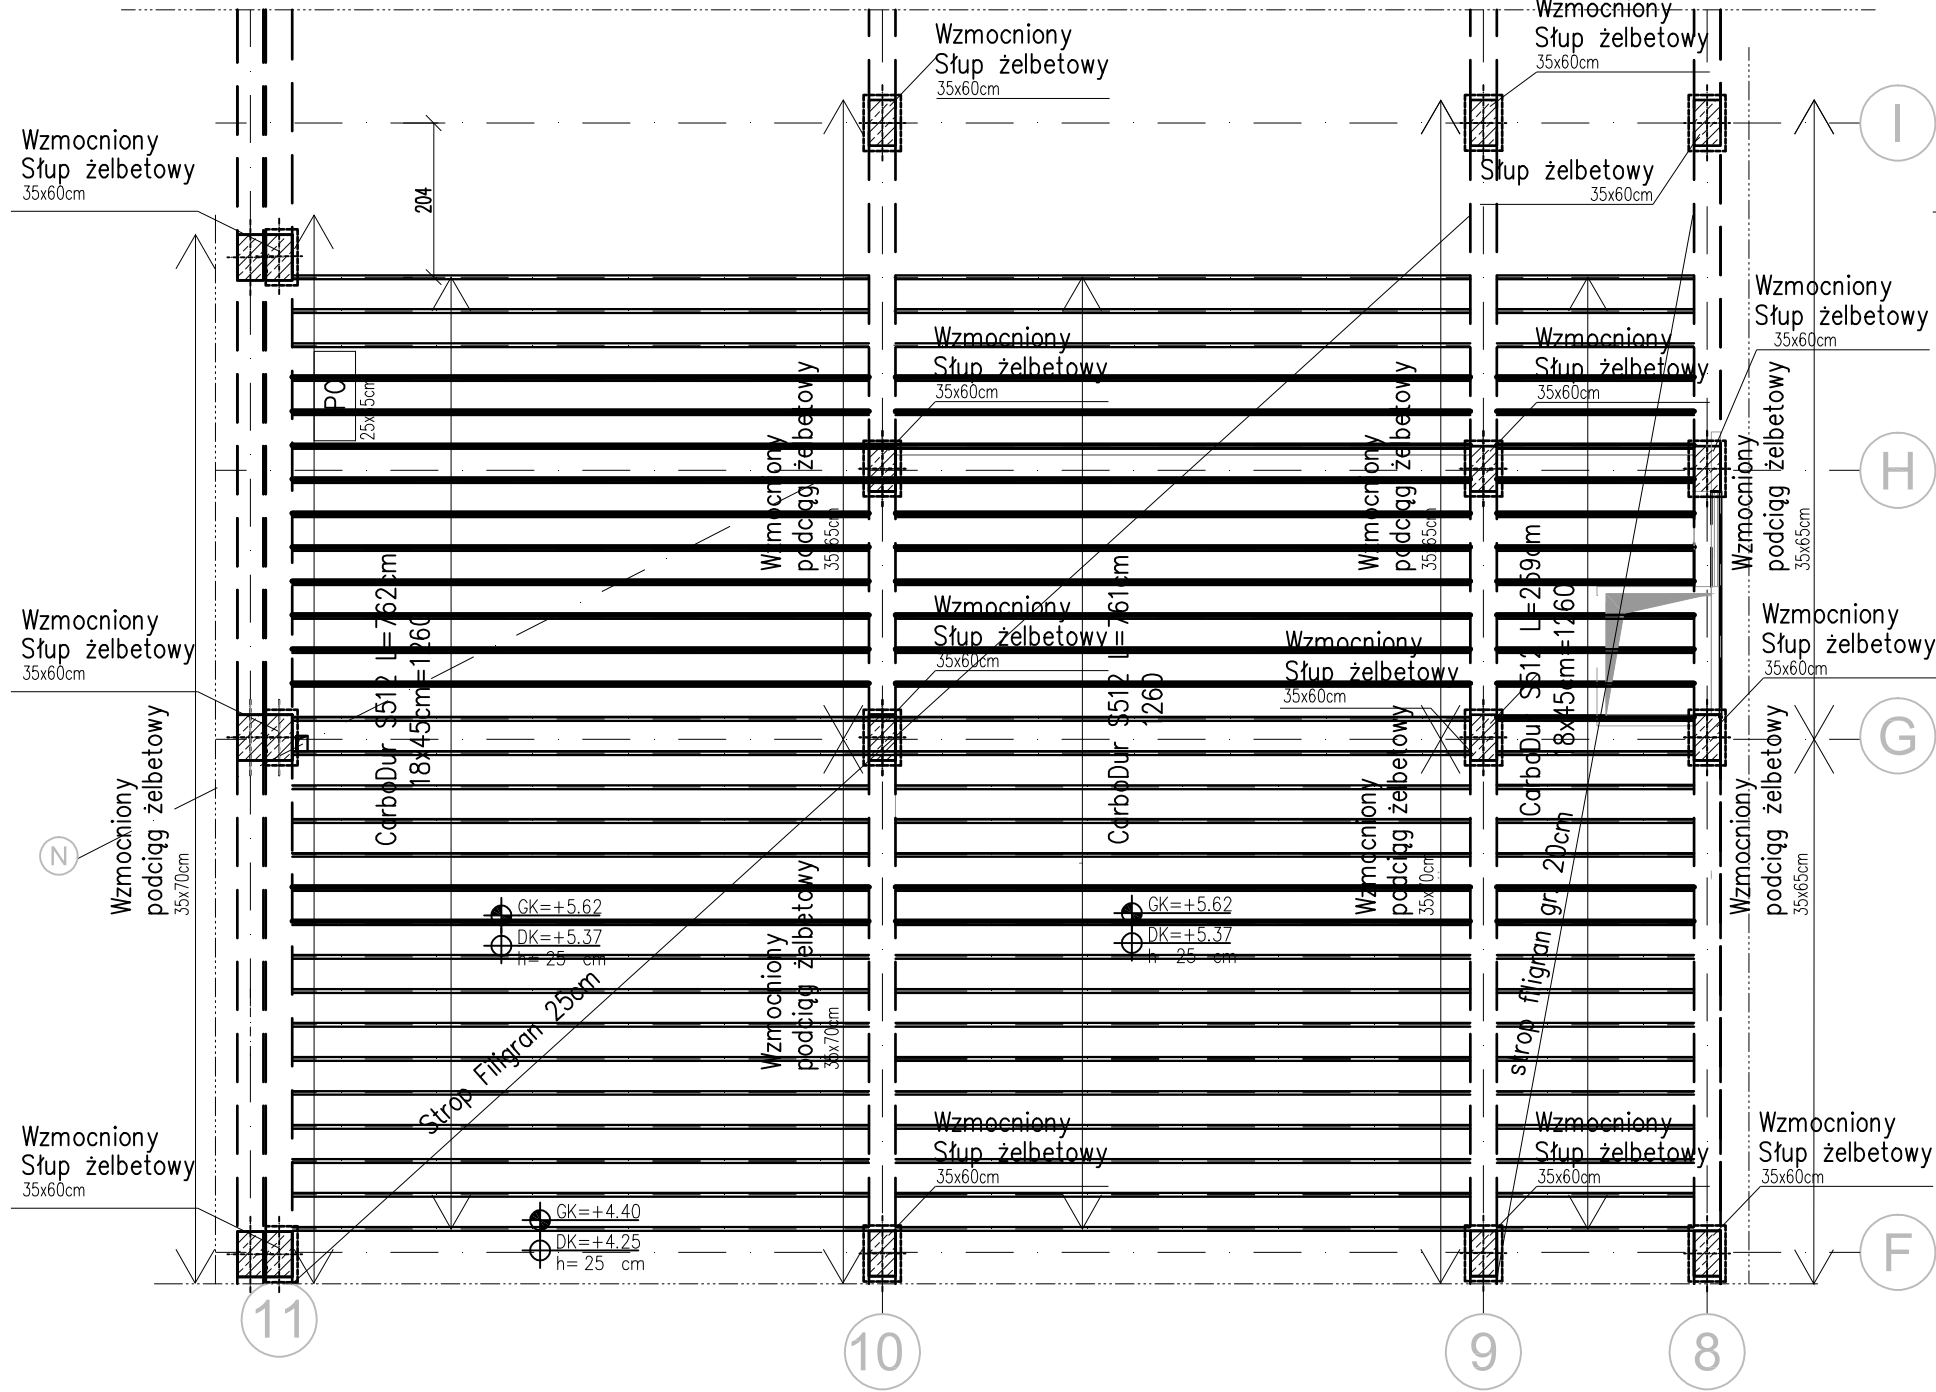 Wzmocniony
Słup żelbetowy
35x60cm
Wzmocniony
Słup żelbetowy
35x60cm
I
Wzmocniony
Słup żelbetowy
35x60cm
Słup żelbetowy
35x60cm
204
Wzmocniony
Słup żelbetowy
35x60cm
Wzmocniony
Słup żelbetowy
35x60cm
Wzmocniony
Słup żelbetowy
35x60cm
PO
Wzmocniony
podciąg żelbetowy
35x65cm
Wzmocniony
podciąg żelbetowy
35x65cm
Wzmocniony
podciąg żelbetowy
35x65cm
H
CarboDur S512 L=762cm
18x45cm=1260
CarboDur S512 L=761cm
1260
CarboDu S512 L=259cm
8x45cm=1260
Wzmocniony
Słup żelbetowy
35x60cm
Wzmocniony
Słup żelbetowy
35x60cm
Wzmocniony
Słup żelbetowy
35x60cm
Wzmocniony
Słup żelbetowy
35x60cm
G
N
Wzmocniony
podciąg żelbetowy
35x70cm
Wzmocniony
podciąg żelbetowy
35x70cm
Wzmocniony
podciąg żelbetowy
35x70cm
Wzmocniony
podciąg żelbetowy
35x65cm
GK=+5.62
DK=+5.37
h= 25 cm
GK=+5.62
DK=+5.37
h 25 cm
Strop Filigran 25cm
strop filigran gr. 20cm
Wzmocniony
Słup żelbetowy
35x60cm
Wzmocniony
Słup żelbetowy
35x60cm
Wzmocniony
Słup żelbetowy
35x60cm
Wzmocniony
Słup żelbetowy
35x60cm
GK=+4.40
DK=+4.25
h= 25 cm
F
11
10
9
8